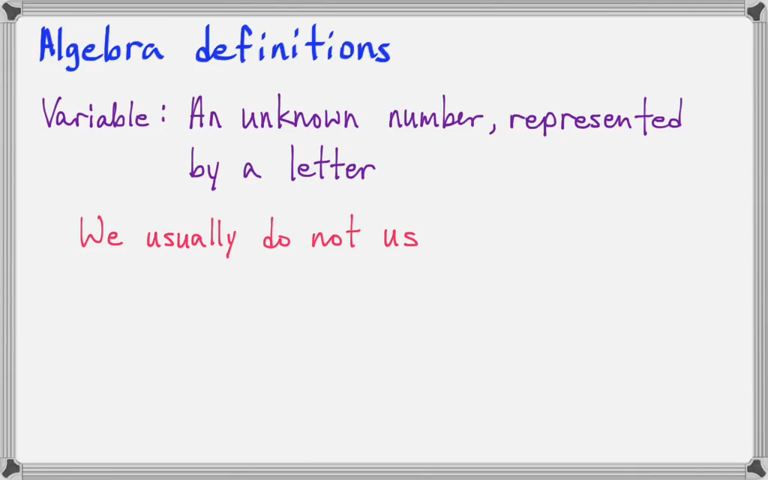 Algebra definitions
Variable: An unknown number, represented
by a letter
We usually do not us